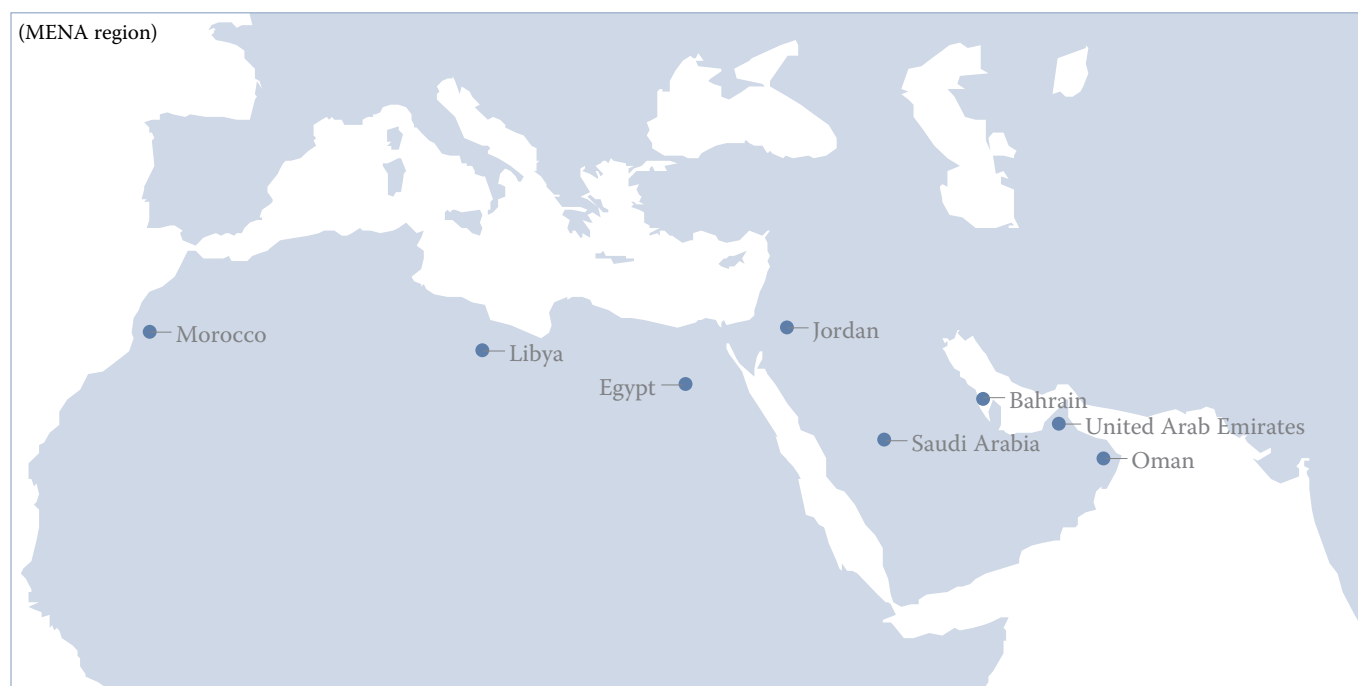 (MENA region)
Morocco
Jordan
Libya
Egypt
Bahrain
United Arab Emirates
Saudi Arabia
Oman